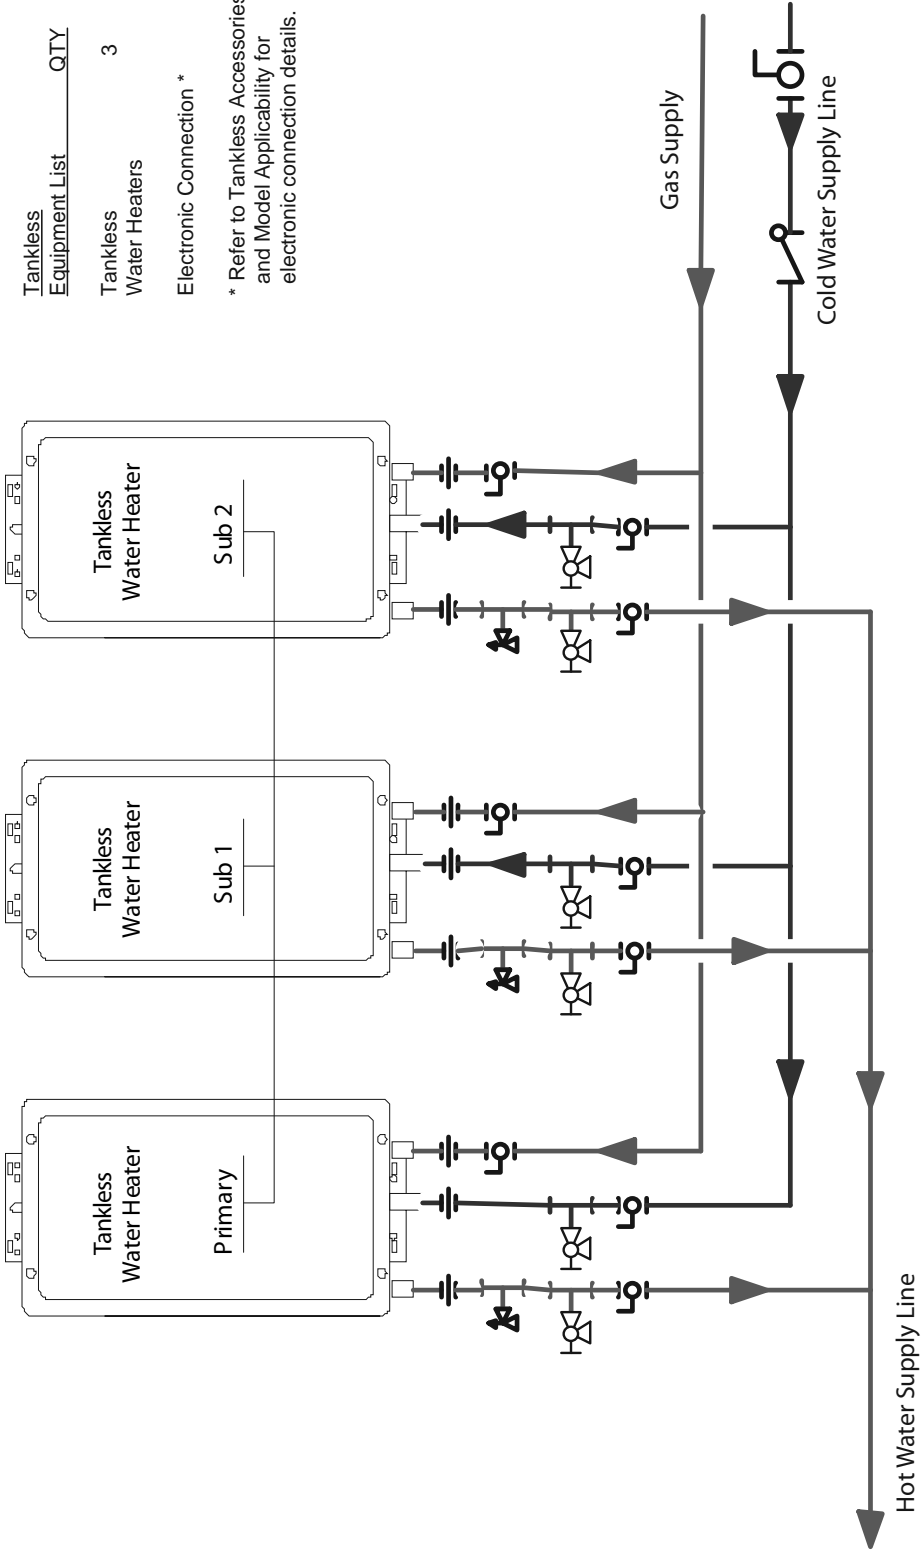 Tankless
Equipment List QTY
Tankless
Water Heaters 3
Electronic Connection *
* Refer to Tankless Accessories
and Model Applicability for
electronic connection details.
Tankless
Water Heater
Primary
Tankless
Water Heater
Sub 1
Tankless
Water Heater
Sub 2
Gas Supply
Cold Water Supply Line
Hot Water Supply Line